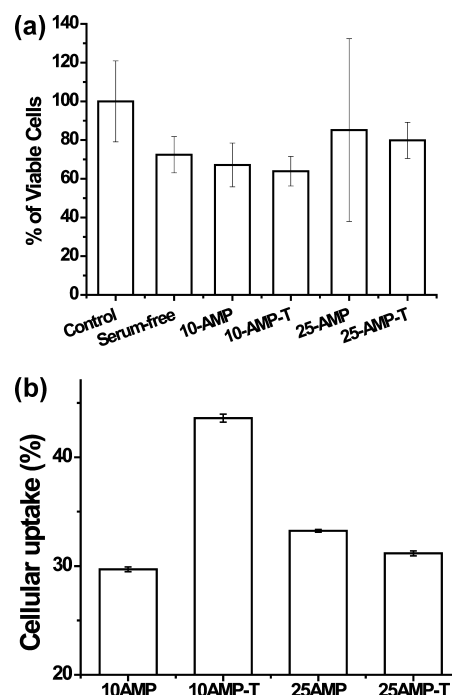 (a)
140
120
100
80
60
40
20
0
% of Viable Cells
Control Serum-free 10-AMP 10-AMP-T 25-AMP 25-AMP-T
(b)
40
30
20
Cellular uptake (%)
10AMP 10AMP-T 25AMP 25AMP-T